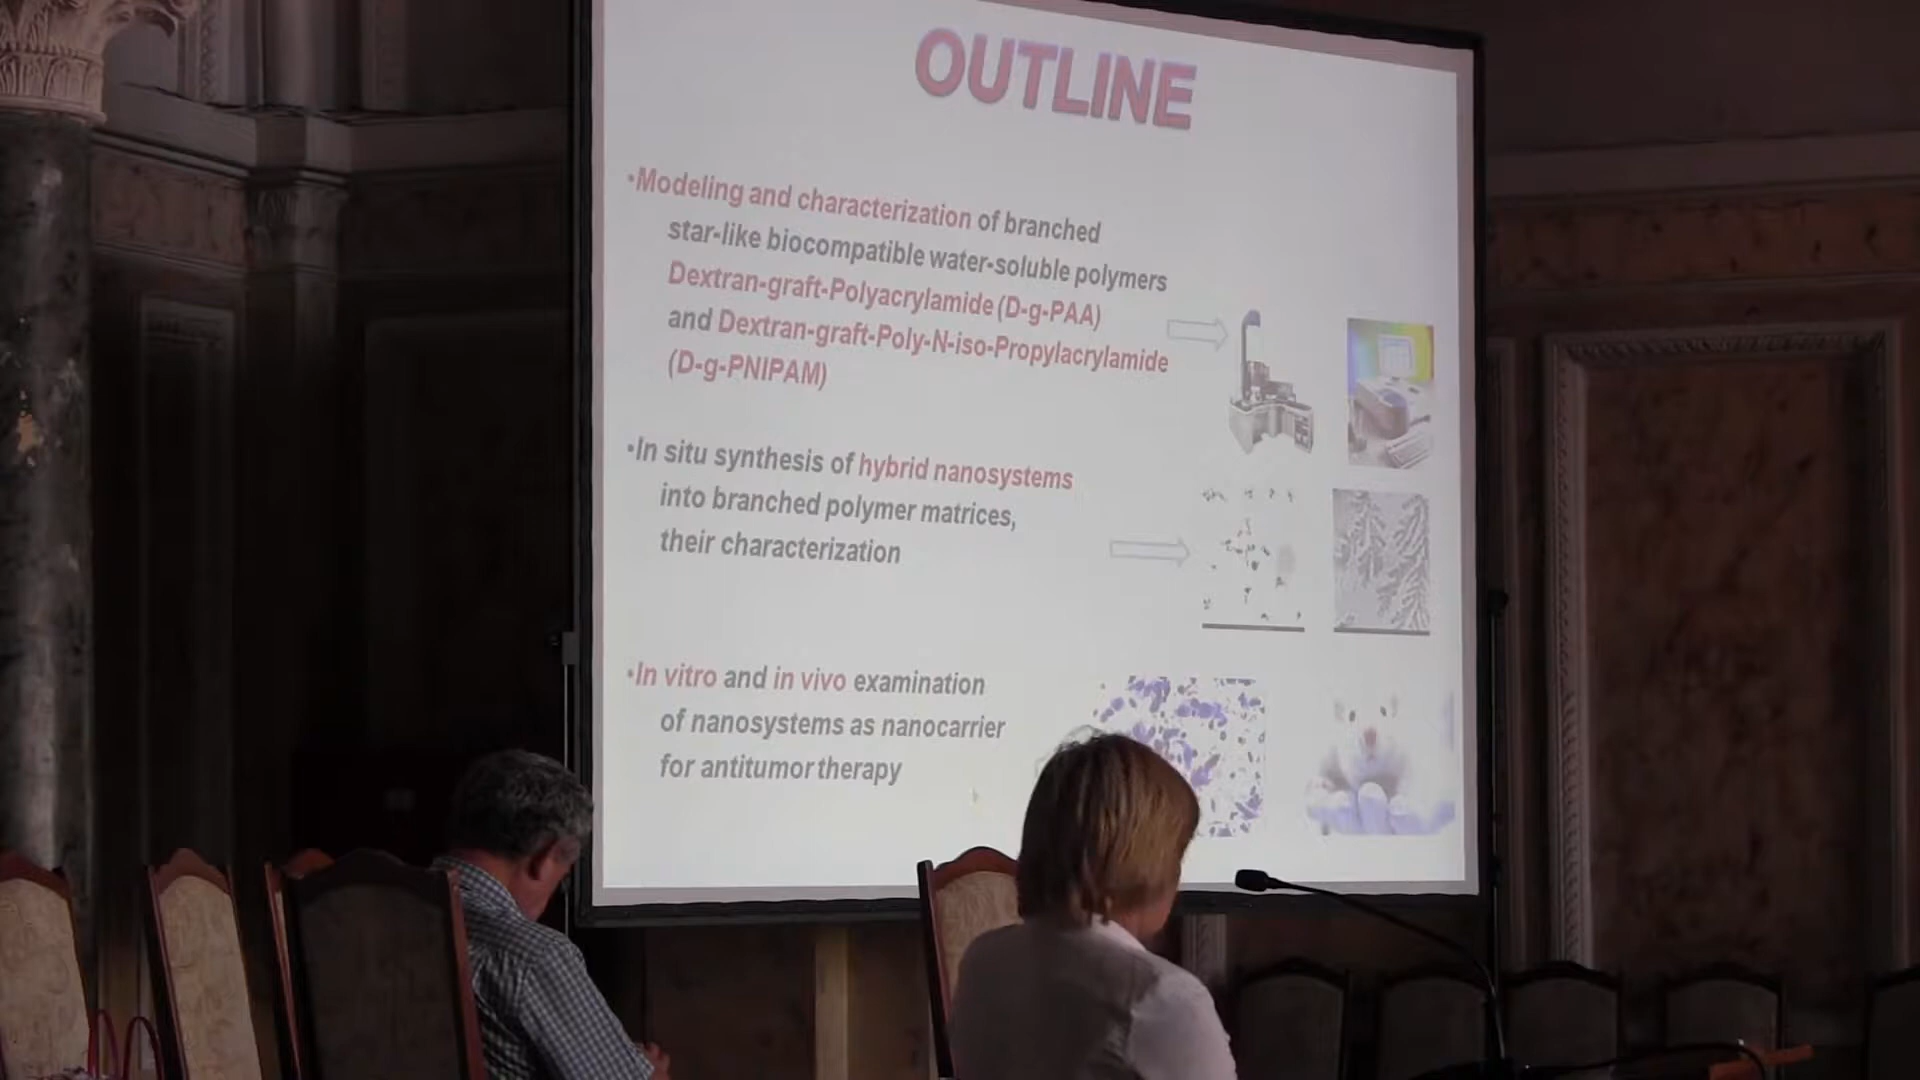 OUTLINE
•Modeling and characterization of branched
star-like biocompatible water-soluble polymers
Dextran-graft-Polyacrylamide (D-g-PAA)
and Dextran-graft-Poly-N-iso-Propylacrylamide
(D-g-PNIPAM)
•In situ synthesis of hybrid nanosystems
into branched polymer matrices,
their characterization
•In vitro and in vivo examination
of nanosystems as nanocarrier
for antitumor therapy